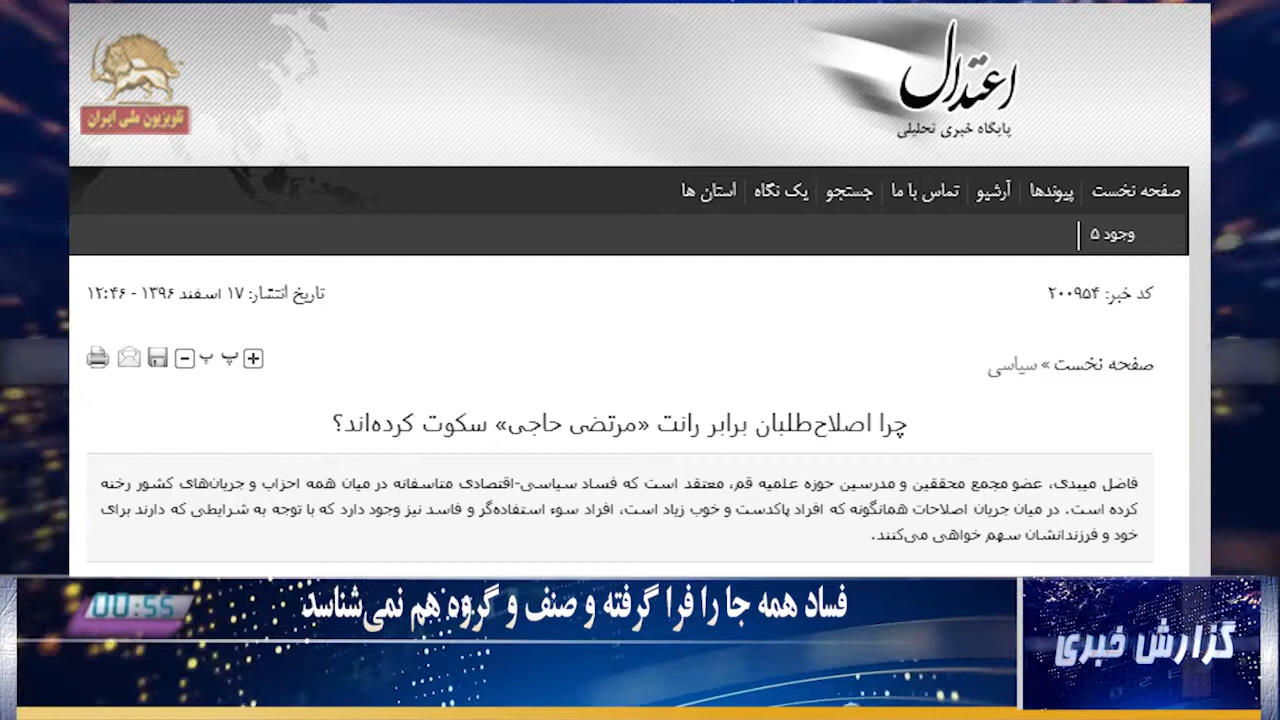 اعتدال
پایگاه خبری تحلیلی
تلویزیون ملی ایران
صفحه نخست | پیوندها | آرشیو | تماس با ما | جستجو | یک نگاه | استان ها
وجود ۵
کد خبر: ۲۰۰۹۵۴
تاریخ انتشار: ۱۷ اسفند ۱۳۹۶ - ۱۲:۴۶
صفحه نخست » سیاسی
پ پ
چرا اصلاح‌طلبان برابر رانت «مرتضی حاجی» سکوت کرده‌اند؟
فاضل میبدی، عضو مجمع محققین و مدرسین حوزه علمیه قم، معتقد است که فساد سیاسی-اقتصادی متاسفانه در میان همه احزاب و جریان‌های کشور رخنه
کرده است. در میان جریان اصلاحات همانگونه که افراد پاکدست و خوب زیاد است، افراد سوء استفاده‌گر و فاسد نیز وجود دارد که با توجه به شرایطی که دارند برای
خود و فرزندانشان سهم خواهی می‌کنند.
فساد همه جا را فرا گرفته و صنف و گروه هم نمی‌شناسد
گزارش خبری
00:55